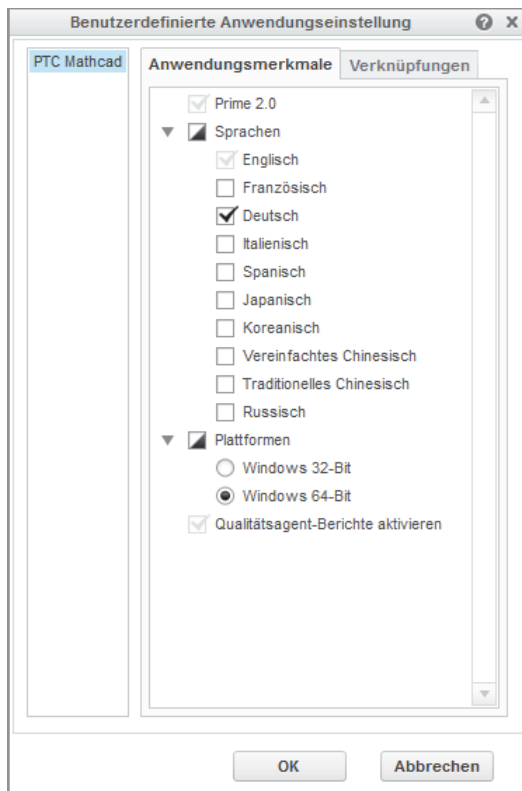 Benutzerdefinierte Anwendungseinstellung
PTC Mathcad
Anwendungsmerkmale
Verknüpfungen
Prime 2.0
Sprachen
Englisch
Französisch
Deutsch
Italienisch
Spanisch
Japanisch
Koreanisch
Vereinfachtes Chinesisch
Traditionelles Chinesisch
Russisch
Plattformen
Windows 32-Bit
Windows 64-Bit
Qualitätsagent-Berichte aktivieren
OK
Abbrechen